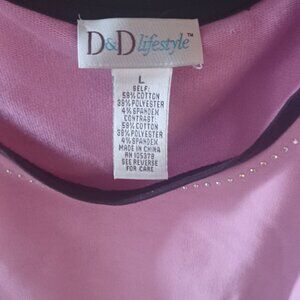 D&D lifestyle™
L
SELF:
58% COTTON
38% POLYESTER
4% SPANDEX
CONTRAST:
58% COTTON
38% POLYESTER
4% SPANDEX
MADE IN CHINA
RN 105379
SEE REVERSE
FOR CARE